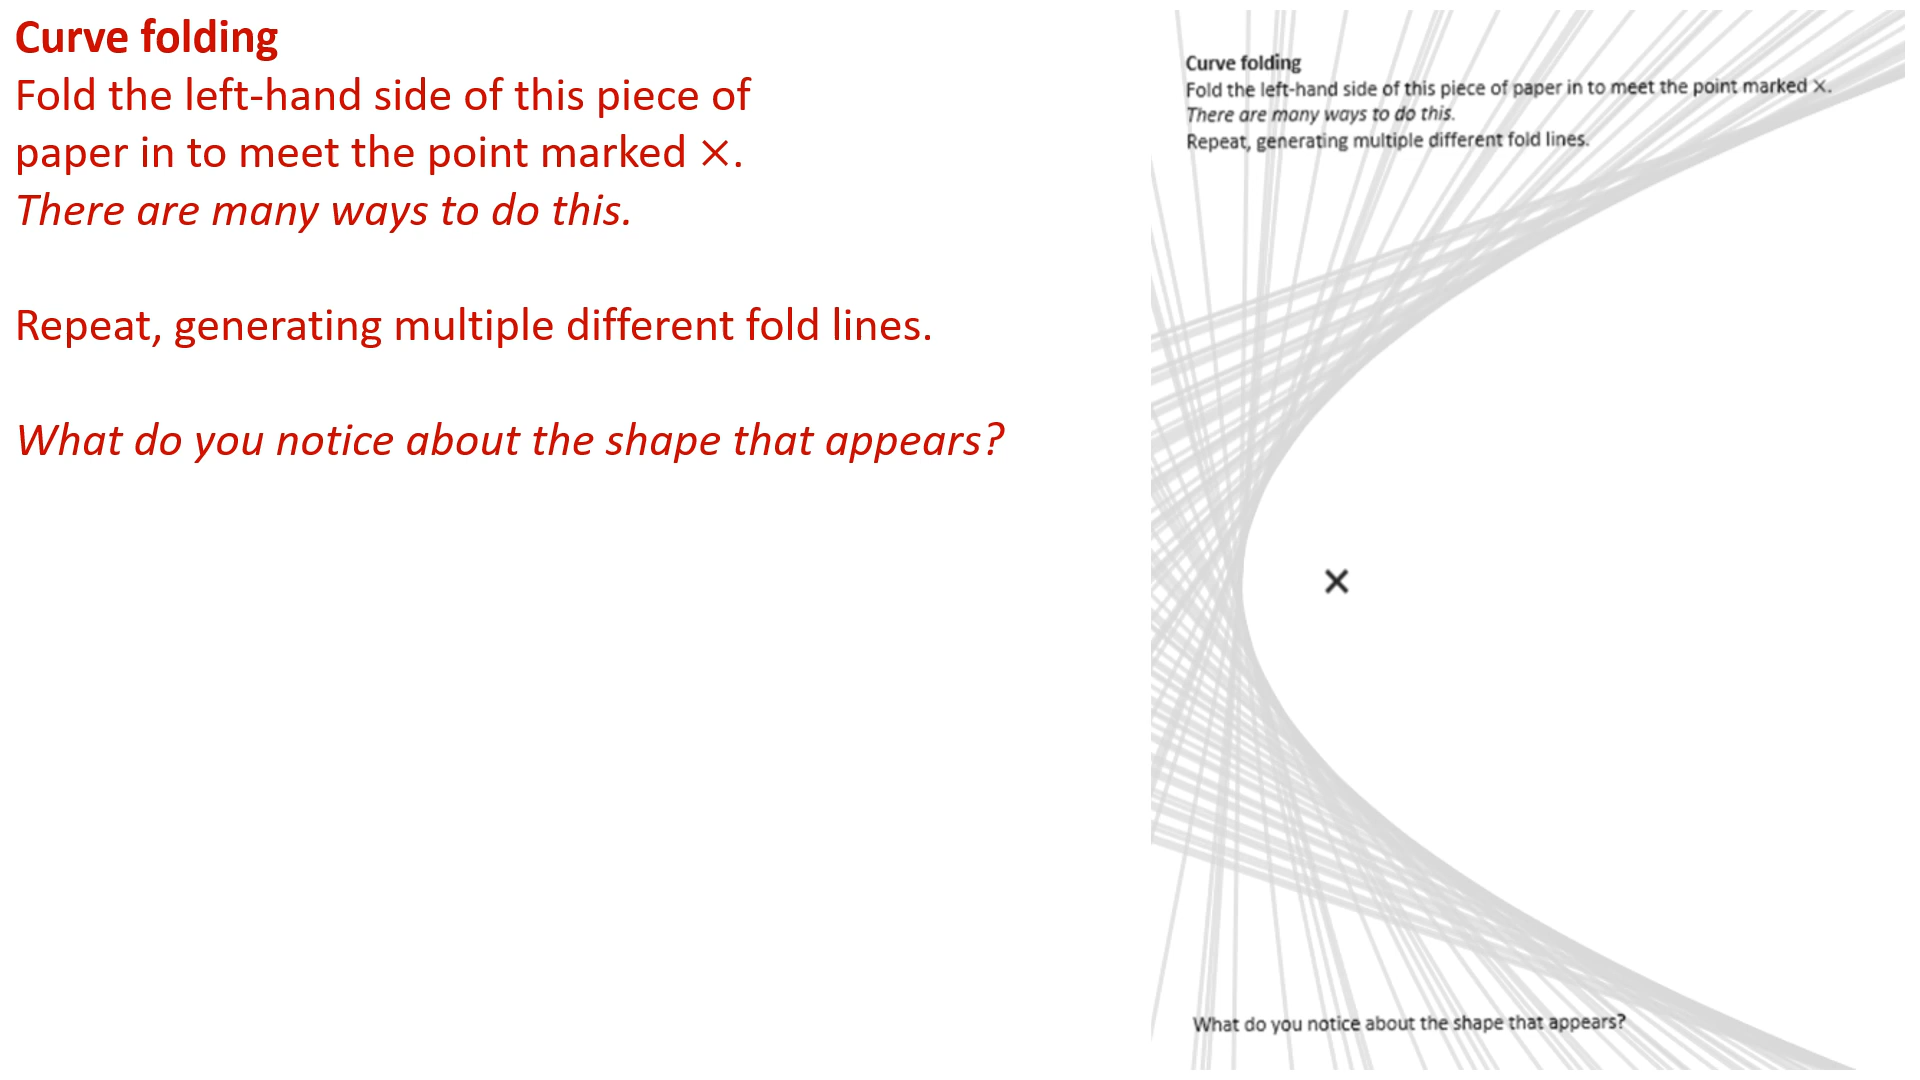 Curve folding
Fold the left-hand side of this piece of
paper in to meet the point marked ×.
There are many ways to do this.
Repeat, generating multiple different fold lines.
What do you notice about the shape that appears?
Curve folding
Fold the left-hand side of this piece of paper in to meet the point marked ×.
There are many ways to do this.
Repeat, generating multiple different fold lines.
×
What do you notice about the shape that appears?